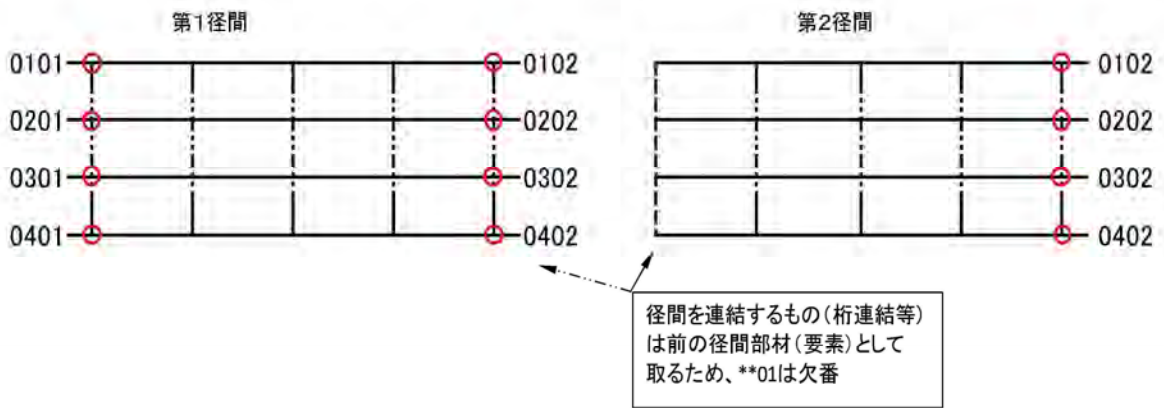 第1径間
第2径間
0101 0102 0102
0201 0202 0202
0301 0302 0302
0401 0402 0402
径間を連結するもの（桁連結等）
は前の径間部材（要素）として
取るため、**01は欠番